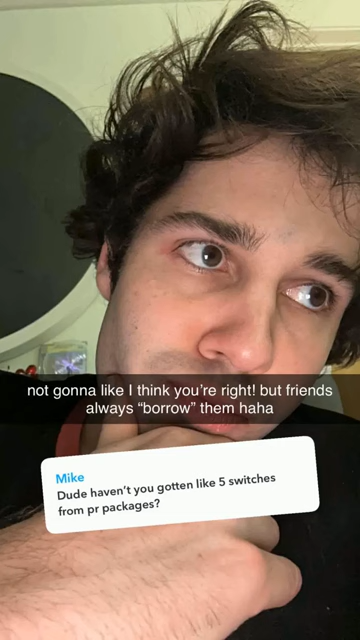 not gonna like I think you're right! but friends
always “borrow” them haha
Mike
Dude haven't you gotten like 5 switches
from pr packages?